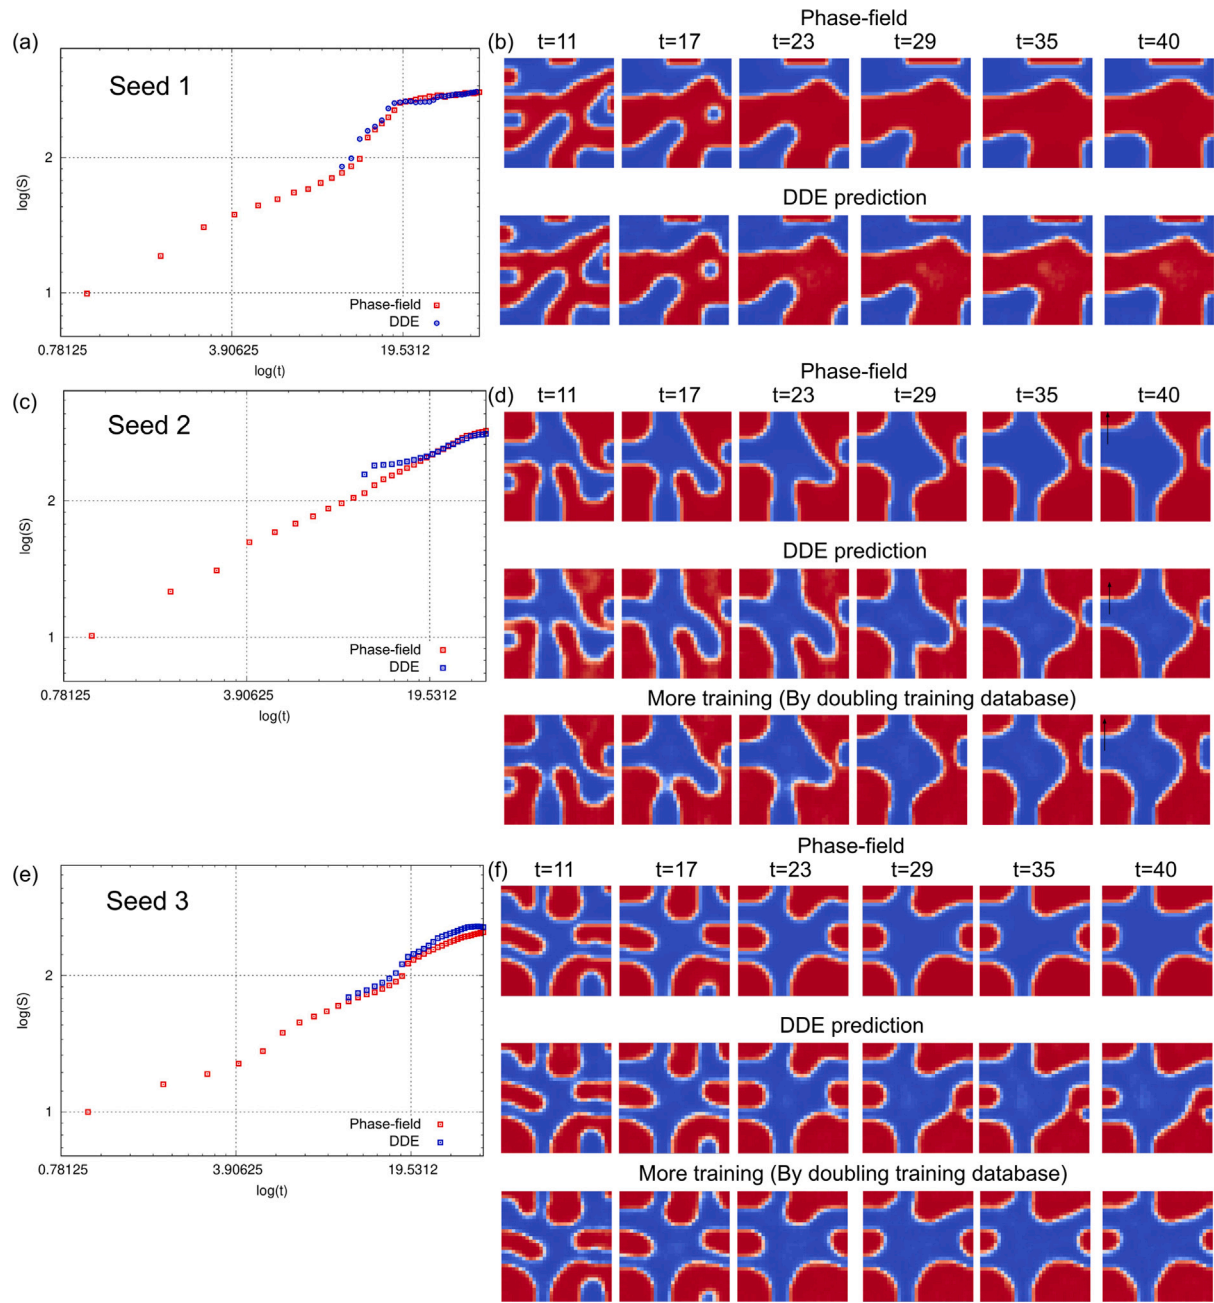 (a)
Seed 1
log(S)
2
1
Phase-field
DDE
0.78125 3.90625 19.5312
log(t)
(b)
Phase-field
t=11 t=17 t=23 t=29 t=35 t=40
DDE prediction
(c)
Seed 2
log(S)
2
1
Phase-field
DDE
0.78125 3.90625 19.5312
log(t)
(d)
Phase-field
t=11 t=17 t=23 t=29 t=35 t=40
DDE prediction
More training (By doubling training database)
(e)
Seed 3
log(S)
2
1
Phase-field
DDE
0.78125 3.90625 19.5312
log(t)
(f)
Phase-field
t=11 t=17 t=23 t=29 t=35 t=40
DDE prediction
More training (By doubling training database)